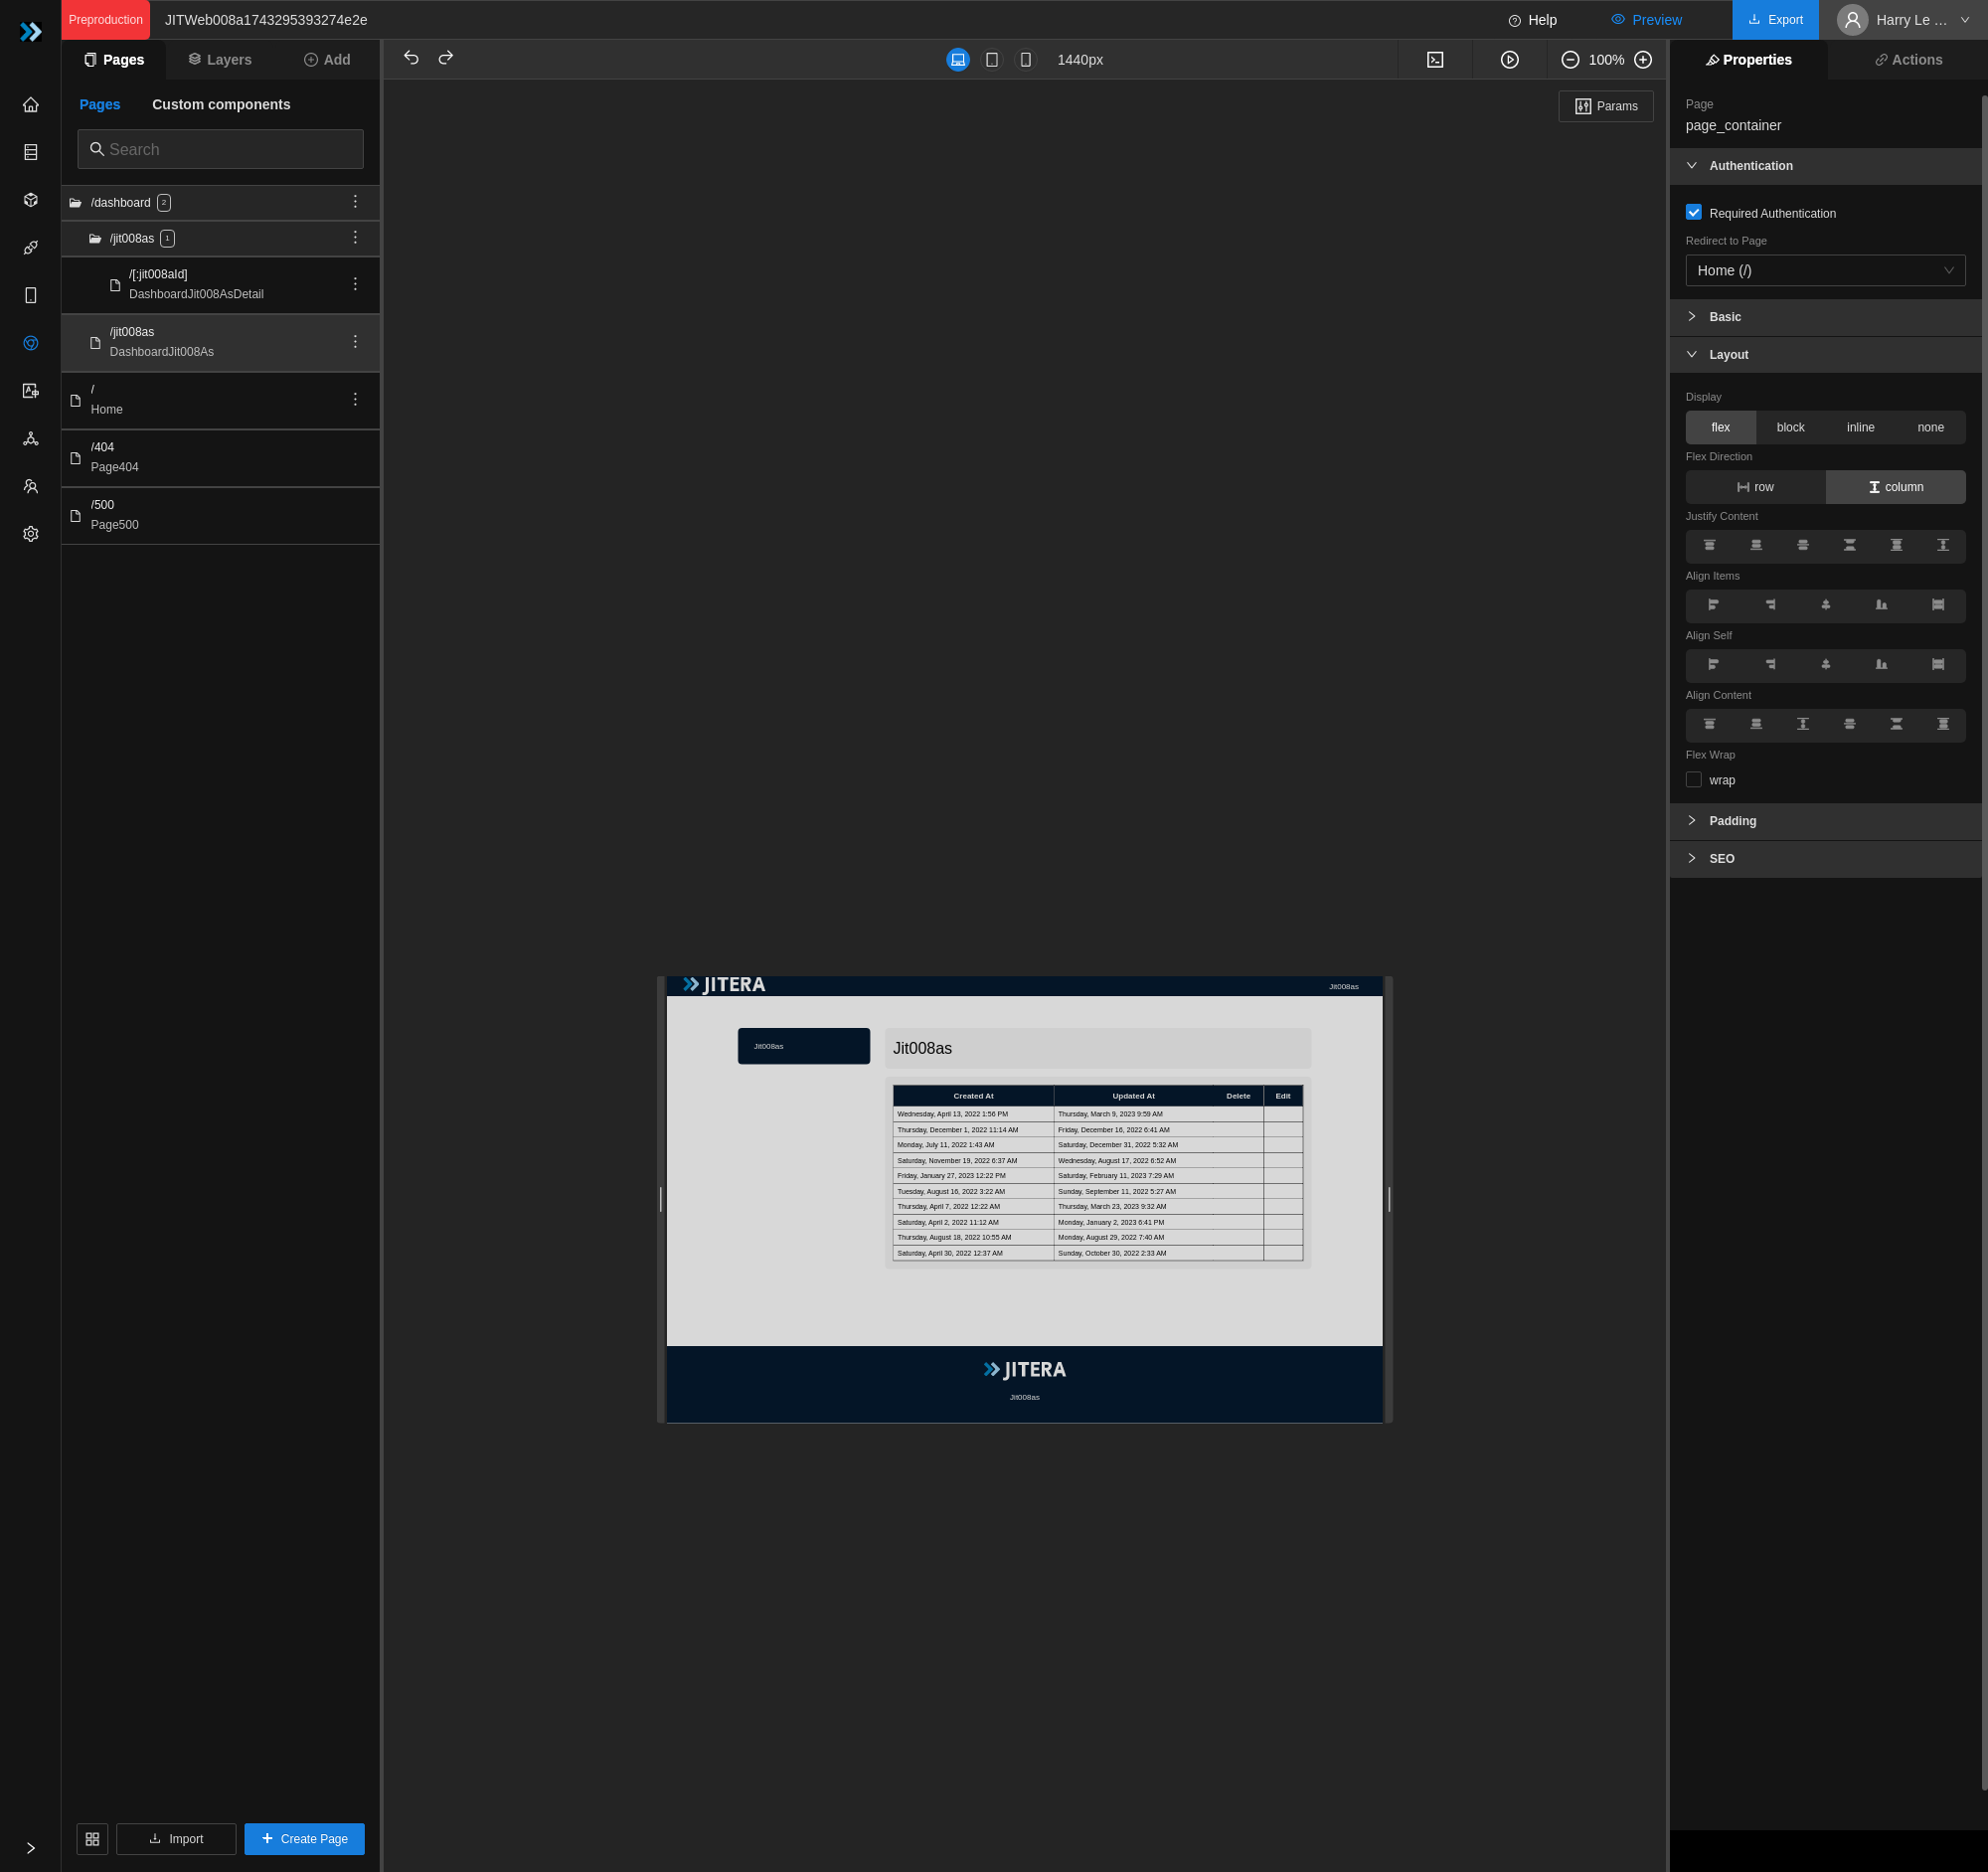 Preproduction
JITWeb008a1743295393274e2e
Help
Preview
Export
Harry Le ...
Pages
Layers
Add
1440px
100%
Properties
Actions
Pages
Custom components
Search
/dashboard 2
/jit008as 1
/[:jit008aId]
DashboardJit008AsDetail
/jit008as
DashboardJit008As
/
Home
/404
Page404
/500
Page500
Import
Create Page
Params
JITERA
Jit008as
Jit008as
Jit008as
Created At Updated At Delete Edit
Wednesday, April 13, 2022 1:56 PM Thursday, March 9, 2023 9:59 AM
Thursday, December 1, 2022 11:14 AM Friday, December 16, 2022 6:41 AM
Monday, July 11, 2022 1:43 AM Saturday, December 31, 2022 5:32 AM
Saturday, November 19, 2022 6:37 AM Wednesday, August 17, 2022 6:52 AM
Friday, January 27, 2023 12:22 PM Saturday, February 11, 2023 7:29 AM
Tuesday, August 16, 2022 3:22 AM Sunday, September 11, 2022 5:27 AM
Thursday, April 7, 2022 12:22 AM Thursday, March 23, 2023 9:32 AM
Saturday, April 2, 2022 11:12 AM Monday, January 2, 2023 6:41 PM
Thursday, August 18, 2022 10:55 AM Monday, August 29, 2022 7:40 AM
Saturday, April 30, 2022 12:37 AM Sunday, October 30, 2022 2:33 AM
JITERA
Jit008as
Page
page_container
Authentication
Required Authentication
Redirect to Page
Home (/)
Basic
Layout
Display
flex block inline none
Flex Direction
row column
Justify Content
Align Items
Align Self
Align Content
Flex Wrap
wrap
Padding
SEO